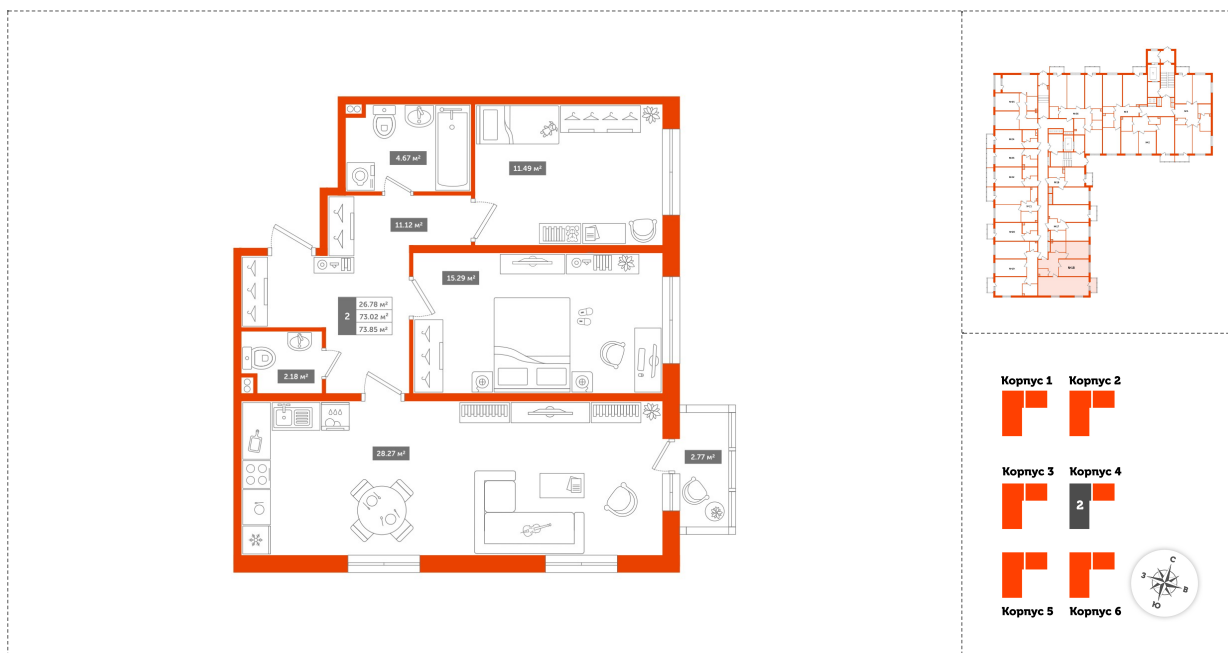 4.67 м²
11.49 м²
11.12 м²
15.29 м²
2
26.78 м²
73.02 м²
73.85 м²
2.18 м²
28.27 м²
2.77 м²
Корпус 1 Корпус 2
Корпус 3 Корпус 4
2
Корпус 5 Корпус 6
С
З
В
Ю